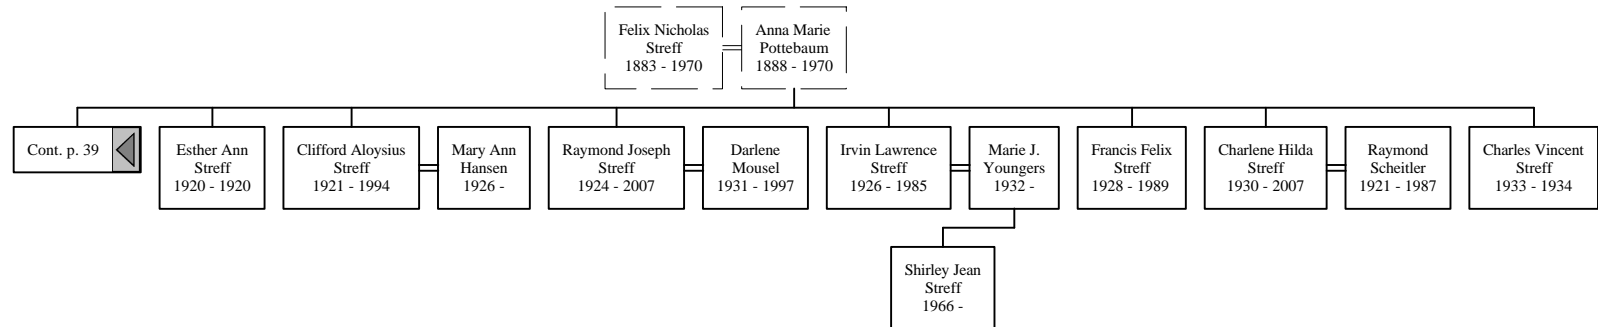 Felix Nicholas
Streff
1883 - 1970
Anna Marie
Pottebaum
1888 - 1970
Cont. p. 39
Esther Ann
Streff
1920 - 1920
Clifford Aloysius
Streff
1921 - 1994
Mary Ann
Hansen
1926 -
Raymond Joseph
Streff
1924 - 2007
Darlene
Mousel
1931 - 1997
Irvin Lawrence
Streff
1926 - 1985
Marie J.
Youngers
1932 -
Francis Felix
Streff
1928 - 1989
Charlene Hilda
Streff
1930 - 2007
Raymond
Scheitler
1921 - 1987
Charles Vincent
Streff
1933 - 1934
Shirley Jean
Streff
1966 -